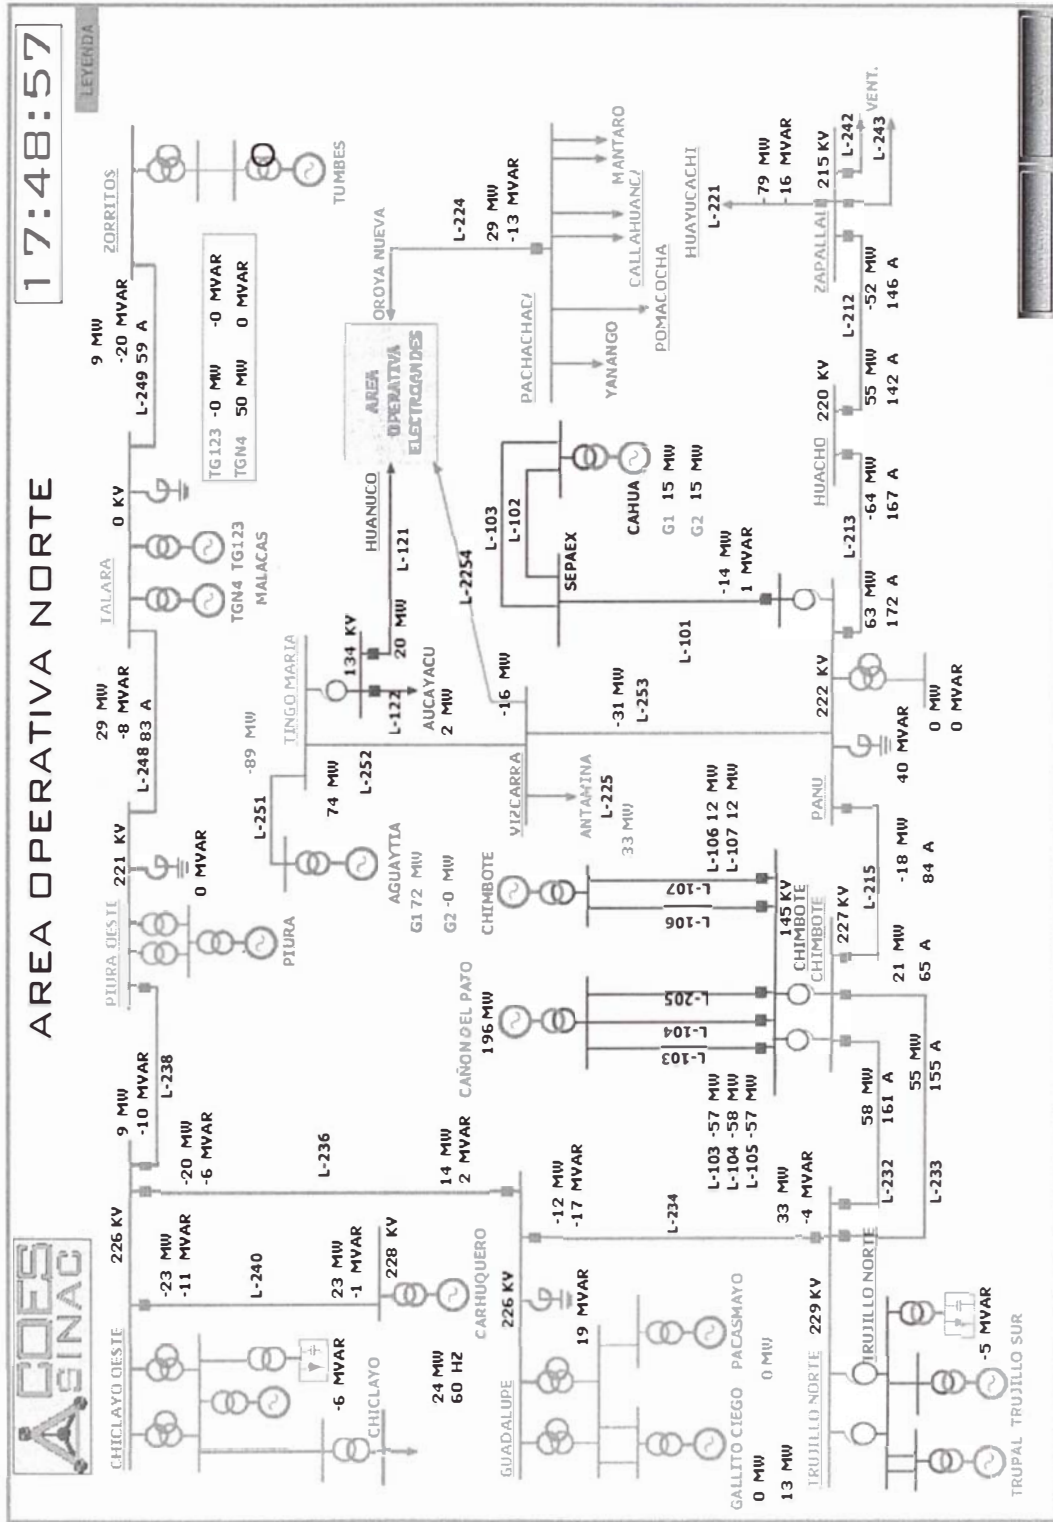 COES
SINAC
AREA OPERATIVA NORTE
17:48:57
LEYENDA
CHICLAYO OESTE
226 KV
9 MW
-10 MVAR
L-238
PIURA OESTE
221 KV
0 MVAR
PIURA
29 MW
-8 MVAR
L-248 83 A
TALARA
0 KV
TGN4 TG123
MALACAS
9 MW
-20 MVAR
L-249 59 A
ZORRITOS
TUMBES
TG123 -0 MW -0 MVAR
TGN4 50 MW 0 MVAR
-23 MW
-11 MVAR
L-240
23 MW
-1 MVAR
228 KV
CARHUQUERO
24 MW
60 HZ
-6 MVAR
CHICLAYO
-20 MW
-6 MVAR
L-236
14 MW
2 MVAR
GUADALUPE
226 KV
19 MVAR
GALLITO CIEGO
0 MW
13 MW
PACASMAYO
0 MW
-12 MW
-17 MVAR
L-234
33 MW
-4 MVAR
TRUJILLO NORTE
229 KV
TRUJILLO NORTE
-5 MVAR
TRUPAL
TRUJILLO SUR
L-232
58 MW
161 A
L-233
55 MW
155 A
CAÑON DEL PATO
196 MW
L-103
L-104
L-205
L-103 -57 MW
L-104 -58 MW
L-105 -57 MW
CHIMBOTE
L-106
L-107
L-106 12 MW
L-107 12 MW
145 KV
CHIMBOTE
CHIMBOTE
227 KV
21 MW
65 A
L-215
-18 MW
84 A
L-251
-89 MW
AGUAYTIA
G1 72 MW
G2 -0 MW
TINGO MARIA
134 KV
74 MW
L-252
L-122
AUCAYACU
2 MW
20 MW
L-121
HUANUCO
AREA
OPERATIVA
ELECTROANDES
OROYA NUEVA
L-224
29 MW
-13 MVAR
PACHACHACA
YANANGO
POMACOCHA
CALLAHUANCA
MANTARO
VIZCARRA
ANTAMINA
L-225
33 MW
-16 MW
L-2254
-31 MW
L-253
L-103
L-102
SEPAEX
CAHUA
G1 15 MW
G2 15 MW
-14 MW
1 MVAR
L-101
PANU
222 KV
40 MVAR
0 MW
0 MVAR
63 MW
172 A
L-213
-64 MW
167 A
HUACHO
220 KV
55 MW
142 A
L-212
-52 MW
146 A
ZAPALLAL
215 KV
HUAYUCACHI
L-221
-79 MW
-16 MVAR
L-242
L-243
VENT.